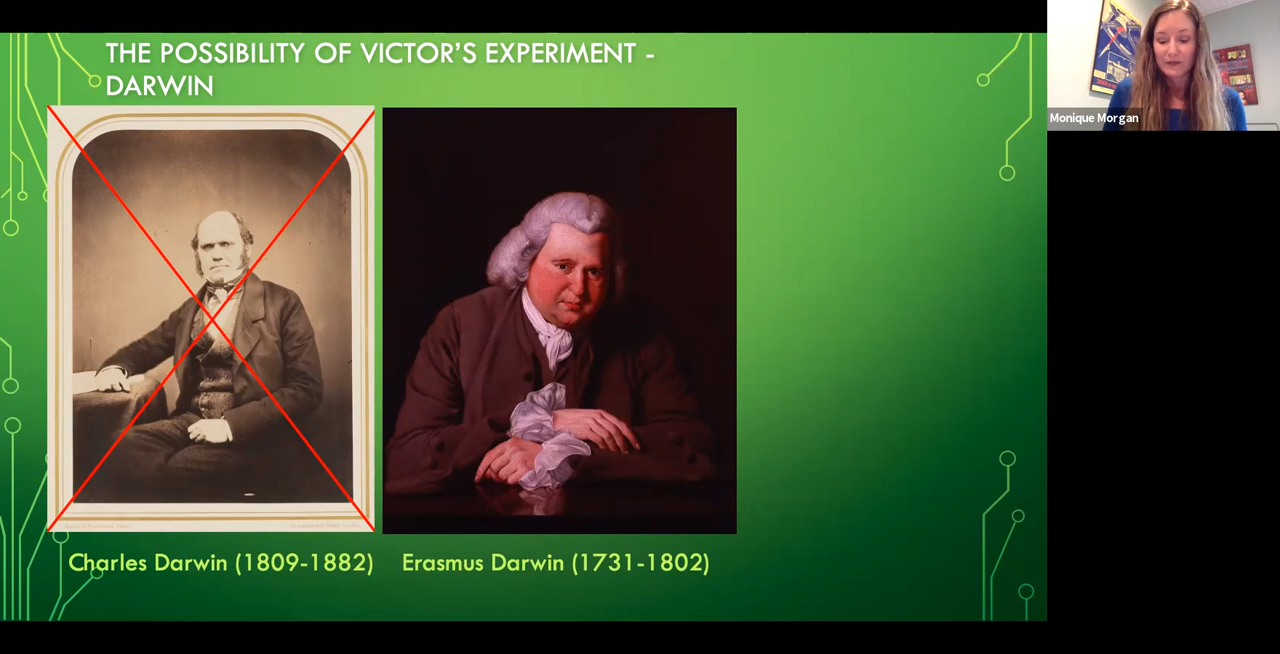 THE POSSIBILITY OF VICTOR'S EXPERIMENT -
DARWIN
Monique Morgan
Charles Darwin (1809-1882)
Erasmus Darwin (1731-1802)